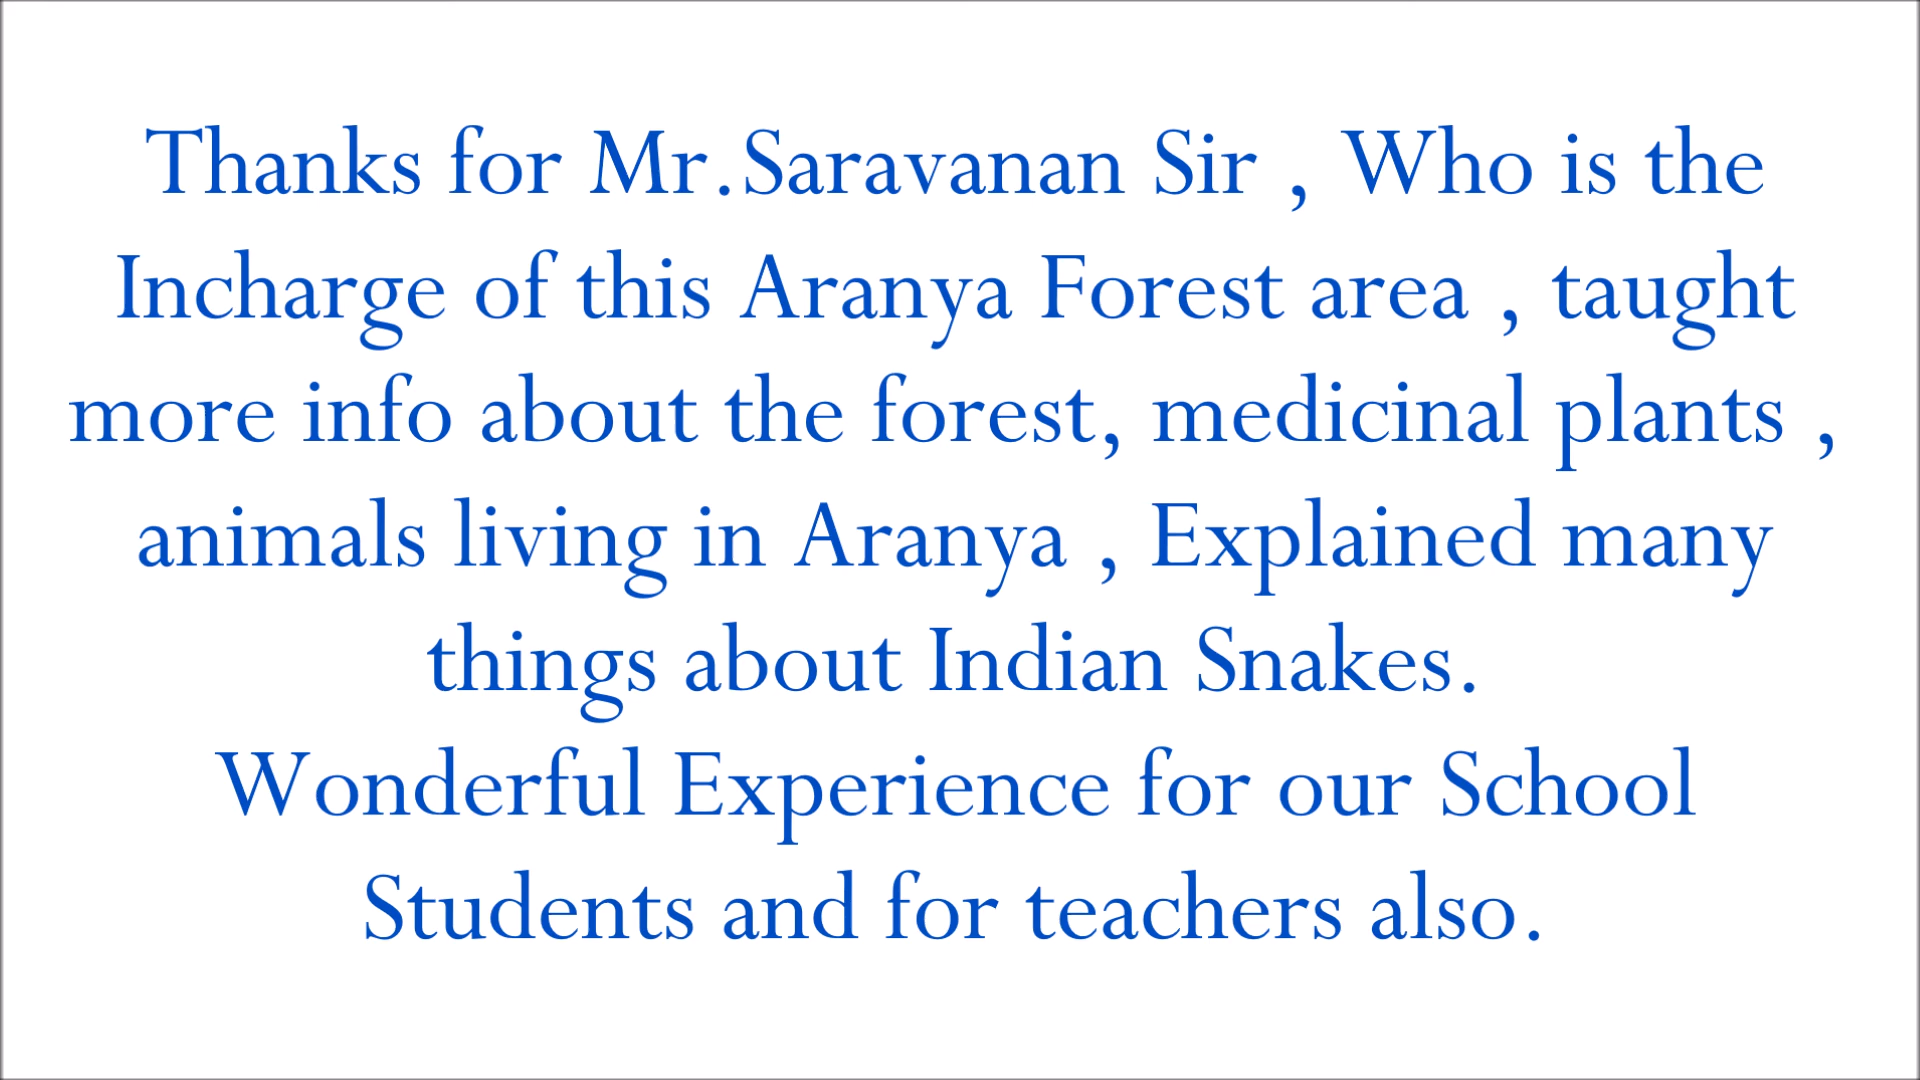 Thanks for Mr.Saravanan Sir , Who is the
Incharge of this Aranya Forest area , taught
more info about the forest, medicinal plants ,
animals living in Aranya , Explained many
things about Indian Snakes.
Wonderful Experience for our School
Students and for teachers also.